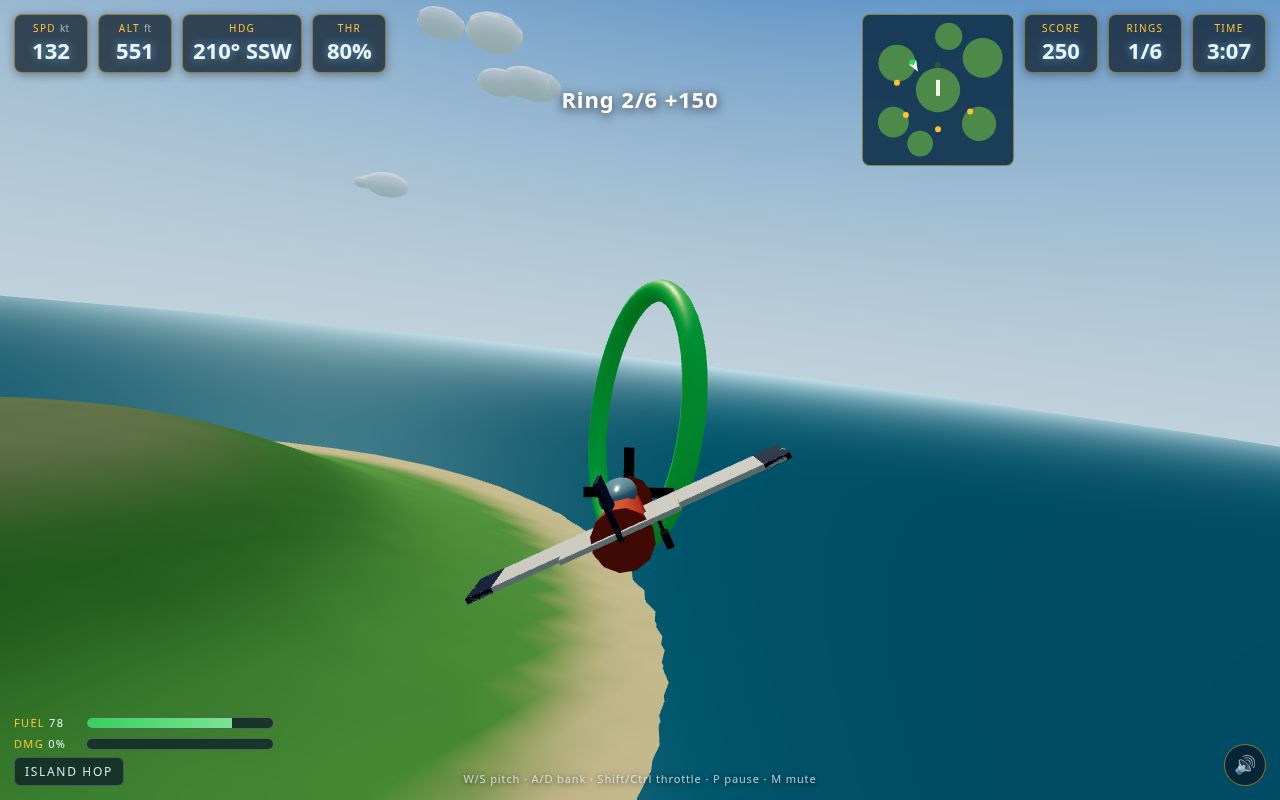 SPD kt
132
ALT ft
551
HDG
210° SSW
THR
80%
SCORE
250
RINGS
1/6
TIME
3:07
Ring 2/6 +150
FUEL 78
DMG 0%
ISLAND HOP
W/S pitch · A/D bank · Shift/Ctrl throttle · P pause · M mute